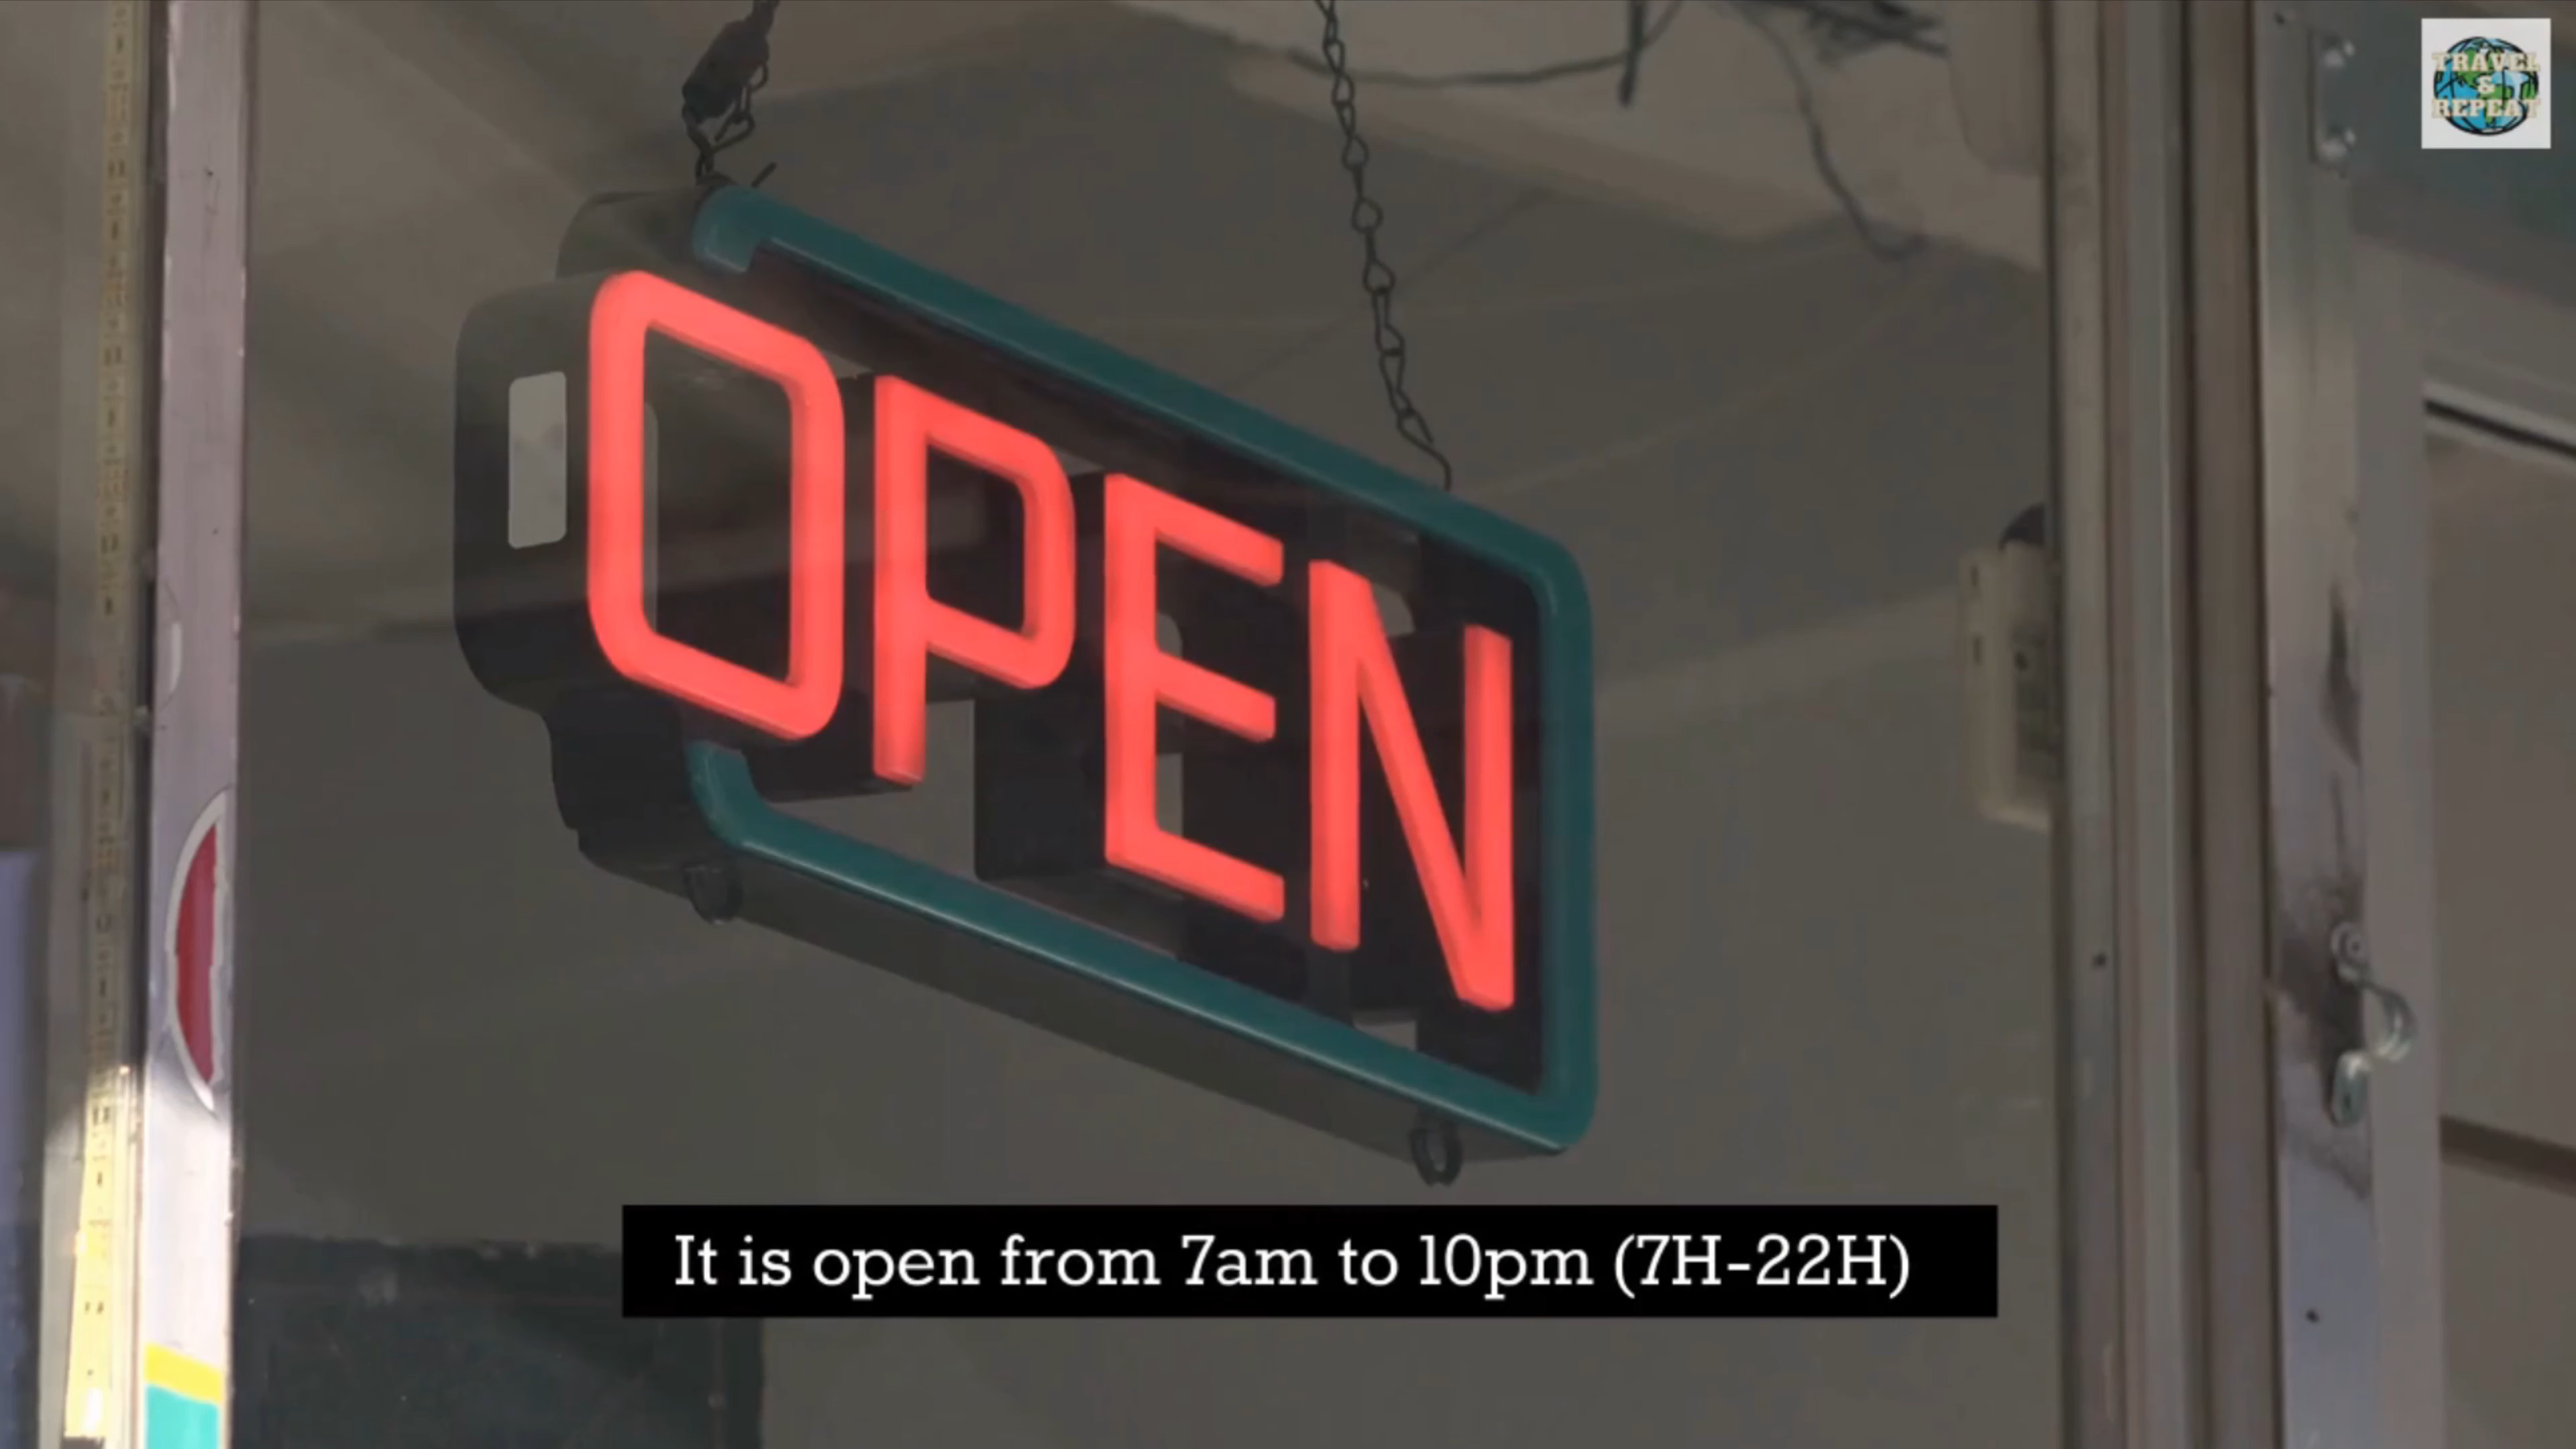 TRAVEL
&
REPEAT
OPEN
It is open from 7am to 10pm (7H-22H)